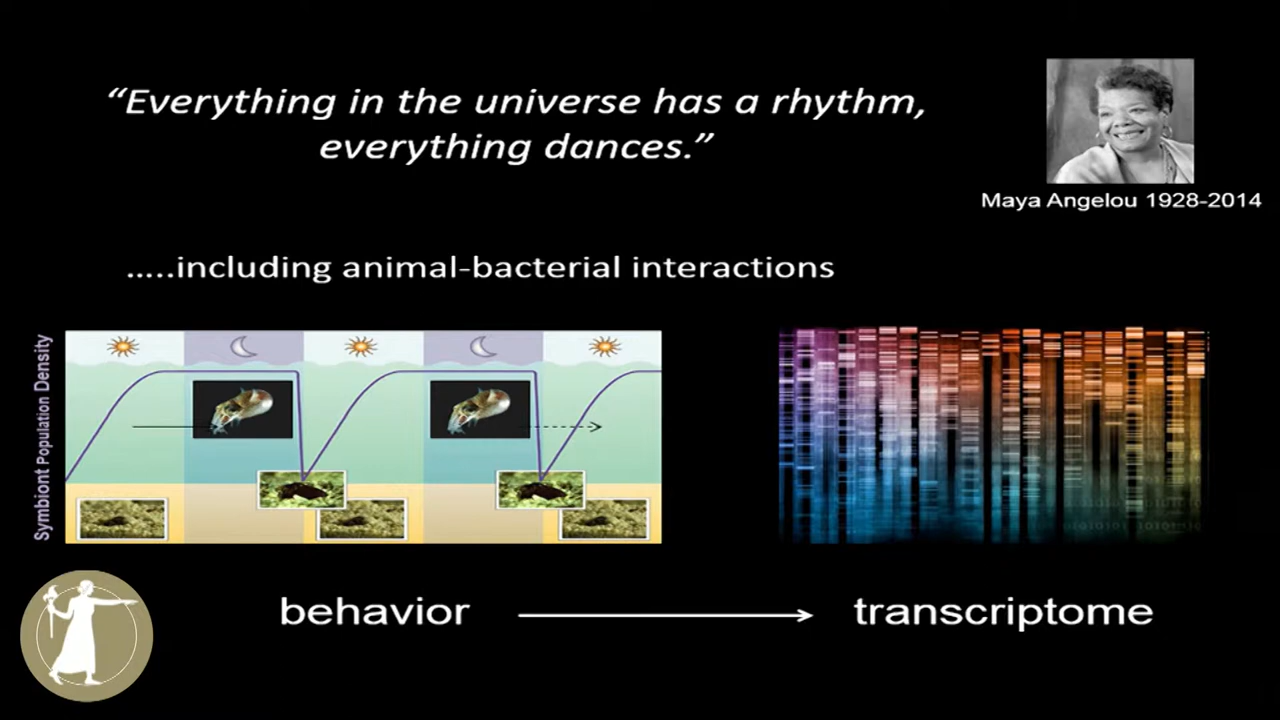 “Everything in the universe has a rhythm,
everything dances.”
Maya Angelou 1928-2014
…..including animal-bacterial interactions
Symbiont Population Density
behavior
transcriptome